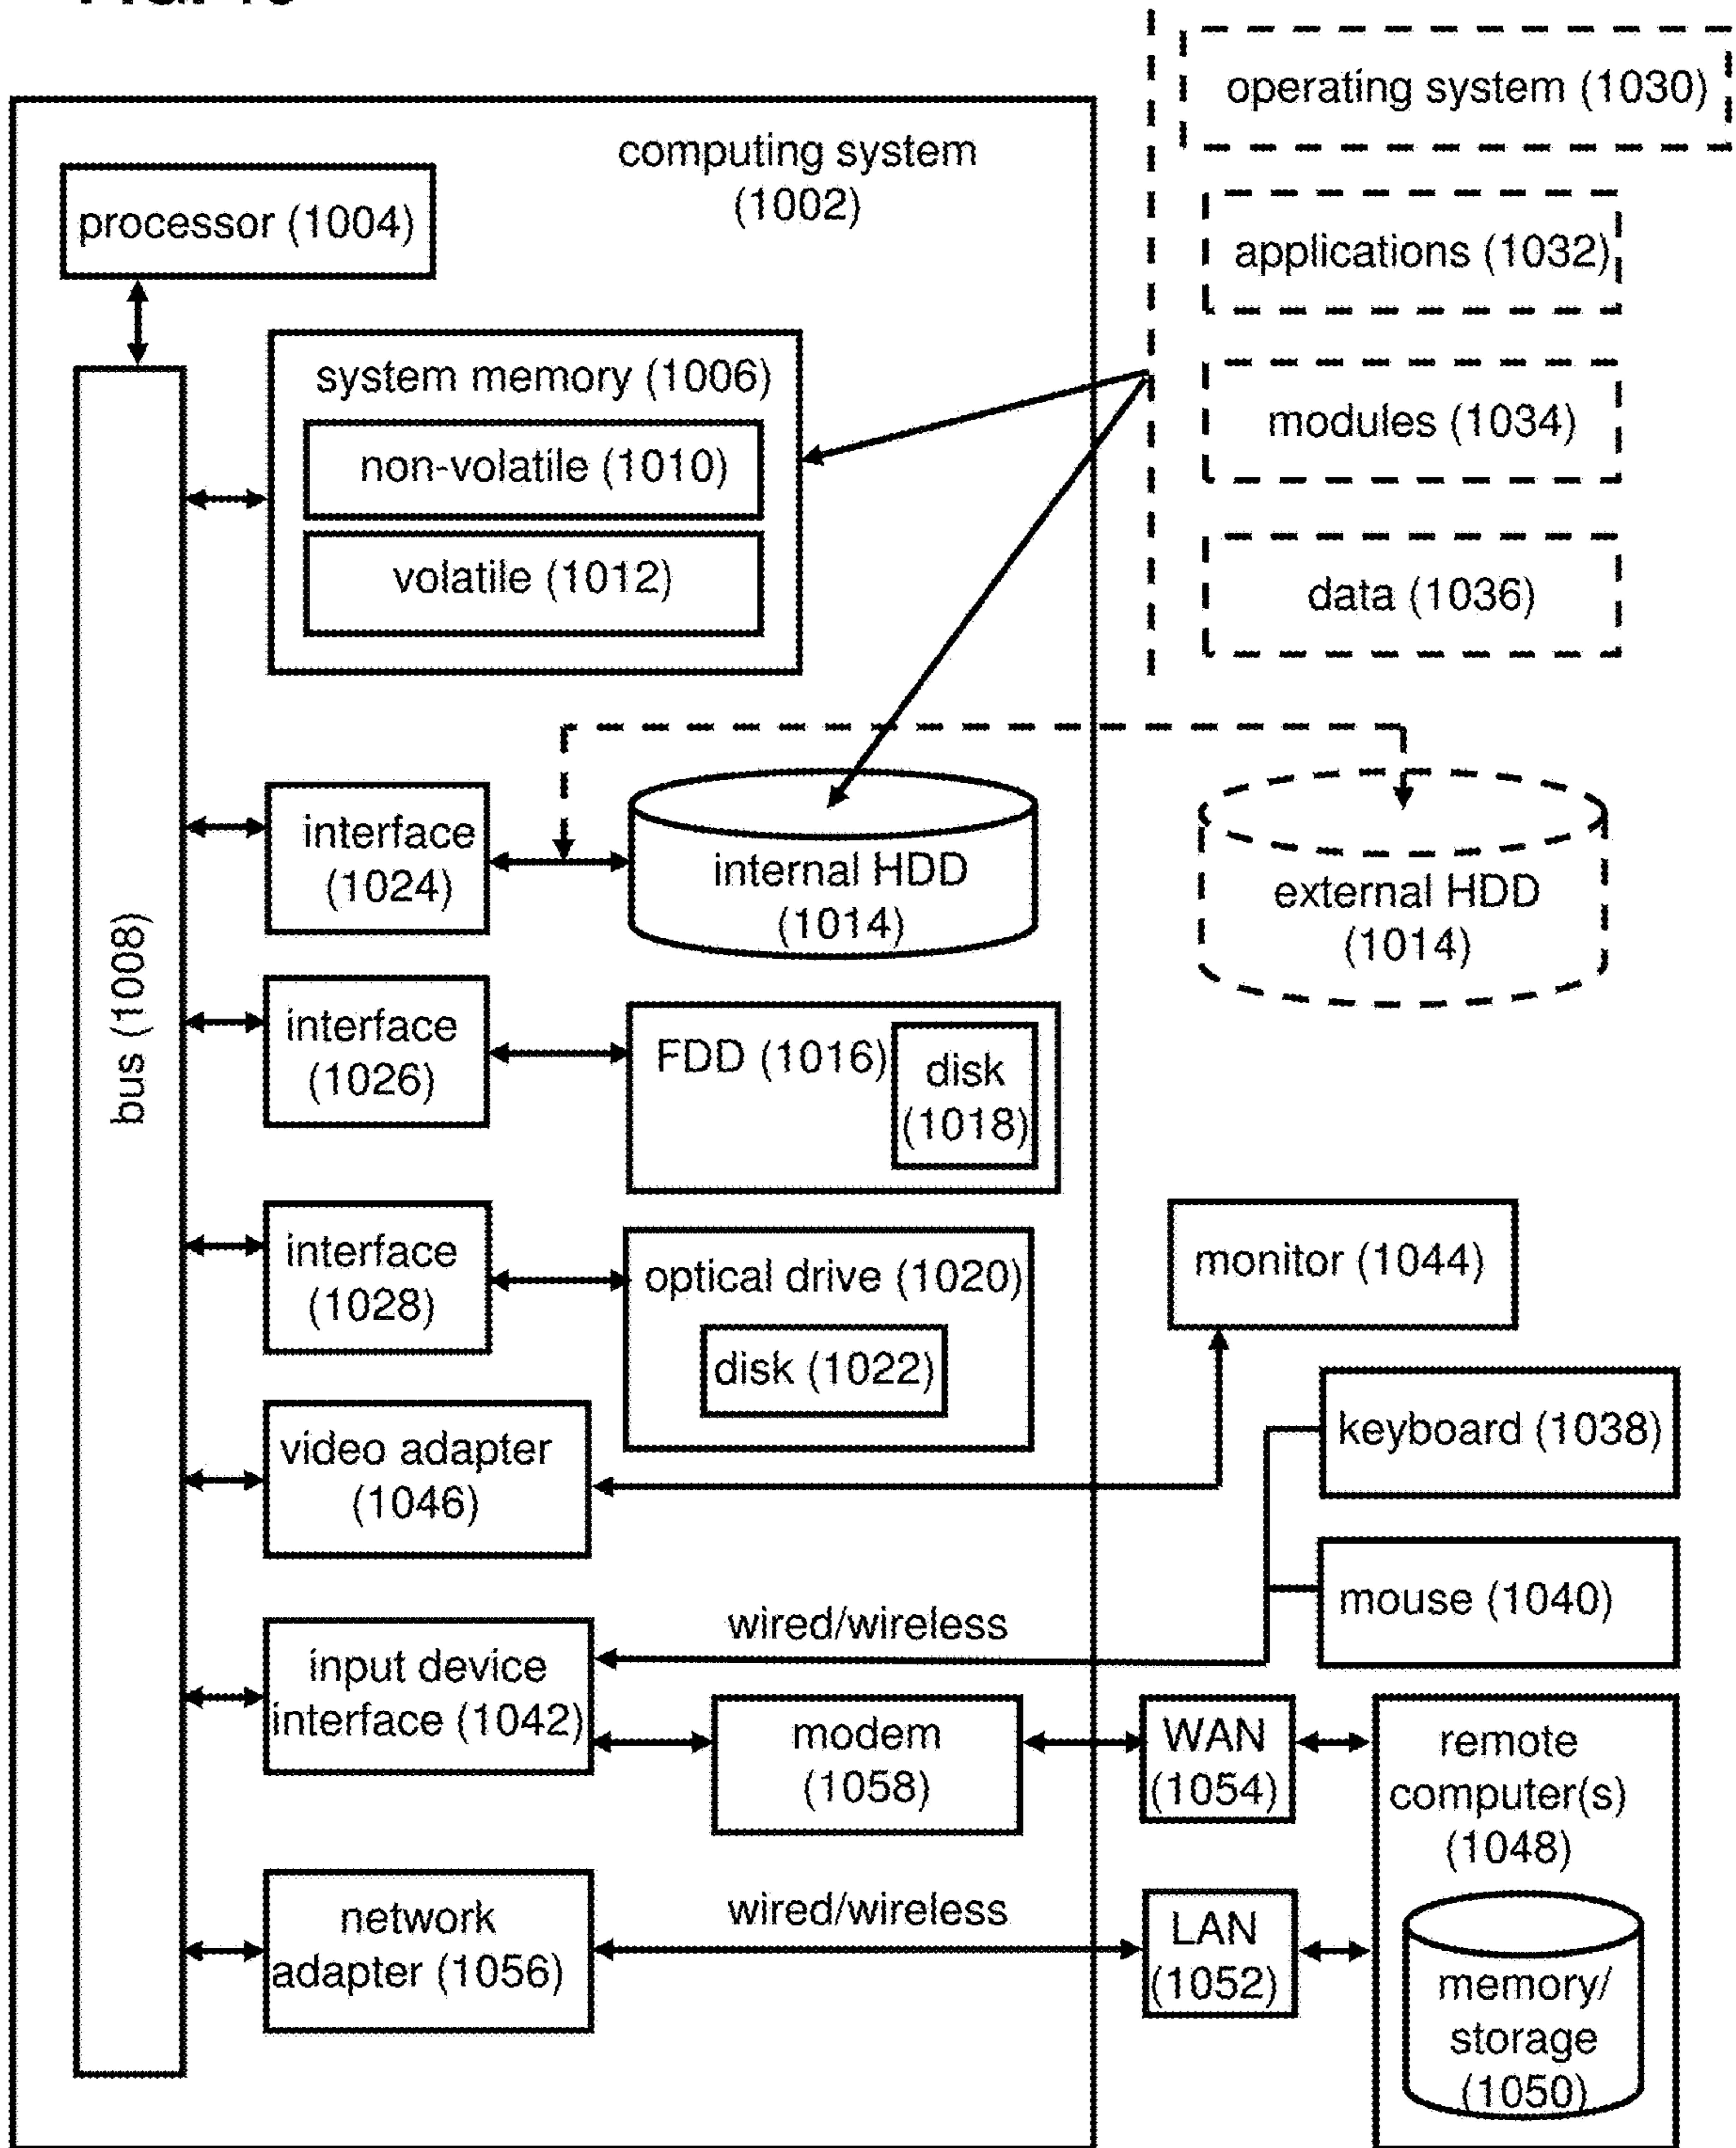 operating system (1030)
computing system
(1002)
processor (1004)
applications (1032)
system memory (1006)
modules (1034)
non-volatile (1010)
volatile (1012)
data (1036)
interface
(1024)
internal HDD
(1014)
external HDD
(1014)
bus (1008)
interface
(1026)
FDD (1016)
disk
(1018)
interface
(1028)
optical drive (1020)
disk (1022)
monitor (1044)
video adapter
(1046)
keyboard (1038)
mouse (1040)
wired/wireless
input device
interface (1042)
modem
(1058)
WAN
(1054)
remote
computer(s)
(1048)
network
adapter (1056)
wired/wireless
LAN
(1052)
memory/
storage
(1050)